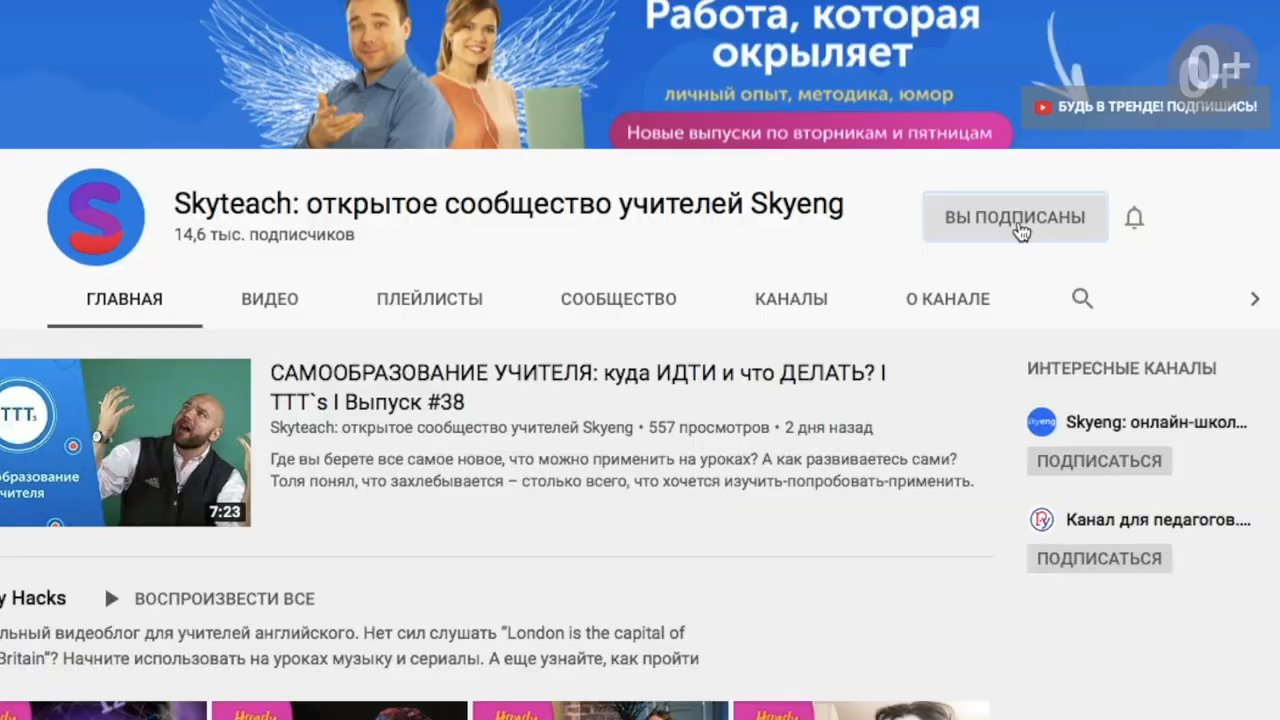 Работа, которая
окрыляет
0+
личный опыт, методика, юмор
БУДЬ В ТРЕНДЕ! ПОДПИШИСЬ!
Новые выпуски по вторникам и пятницам
S
Skyteach: открытое сообщество учителей Skyeng
14,6 тыс. подписчиков
ВЫ ПОДПИСАНЫ
ГЛАВНАЯ ВИДЕО ПЛЕЙЛИСТЫ СООБЩЕСТВО КАНАЛЫ О КАНАЛЕ
TTTs
бразование
чителя
7:23
САМООБРАЗОВАНИЕ УЧИТЕЛЯ: куда ИДТИ и что ДЕЛАТЬ? I
TTT`s I Выпуск #38
Skyteach: открытое сообщество учителей Skyeng • 557 просмотров • 2 дня назад
Где вы берете все самое новое, что можно применить на уроках? А как развиваетесь сами?
Толя понял, что захлебывается – столько всего, что хочется изучить-попробовать-применить.
ИНТЕРЕСНЫЕ КАНАЛЫ
skyeng
Skyeng: онлайн-школ...
ПОДПИСАТЬСЯ
Канал для педагогов....
ПОДПИСАТЬСЯ
y Hacks ВОСПРОИЗВЕСТИ ВСЕ
льный видеоблог для учителей английского. Нет сил слушать “London is the capital of
Britain”? Начните использовать на уроках музыку и сериалы. А еще узнайте, как пройти
Handy
Handy
Handy